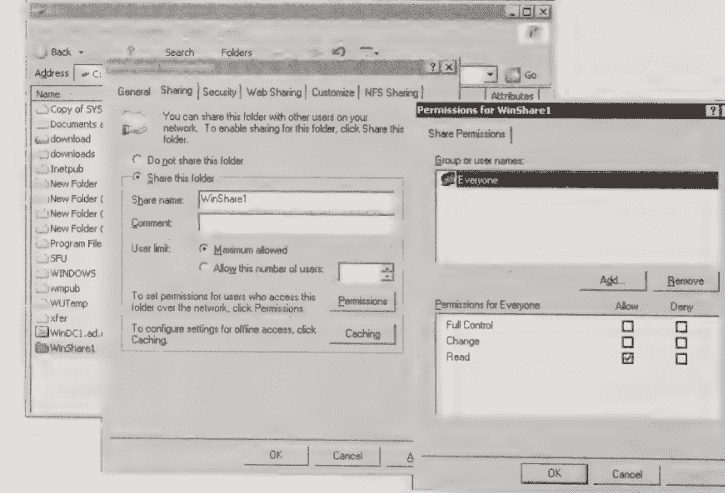 Back
Search
Folders
Address
C:
Go
Name
Attributes
Copy of SYS
Documents a
download
downloads
Inetpub
New Folder
New Folder (
New Folder (
New Folder (
Program File
SFU
WINDOWS
wmpub
WUTemp
xfer
WinDC1.ad.
WinShare1
General
Sharing
Security
Web Sharing
Customize
NFS Sharing
You can share this folder with other users on your
network. To enable sharing for this folder, click Share this
folder.
Do not share this folder
Share this folder
Share name:
WinShare1
Comment:
User limit:
Maximum allowed
Allow this number of users:
To set permissions for users who access this
folder over the network, click Permissions.
Permissions
To configure settings for offline access, click
Caching.
Caching
OK
Cancel
A
Permissions for WinShare1
Share Permissions
Group or user names:
Everyone
Add...
Remove
Permissions for Everyone
Allow
Deny
Full Control
Change
Read
OK
Cancel